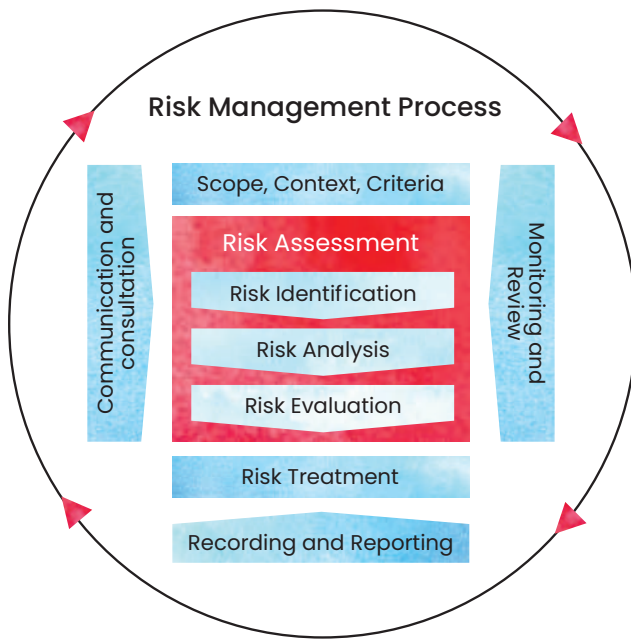 Risk Management Process
Scope, Context, Criteria
Communication and
consultation
Risk Assessment
Risk Identification
Risk Analysis
Risk Evaluation
Monitoring and
Review
Risk Treatment
Recording and Reporting